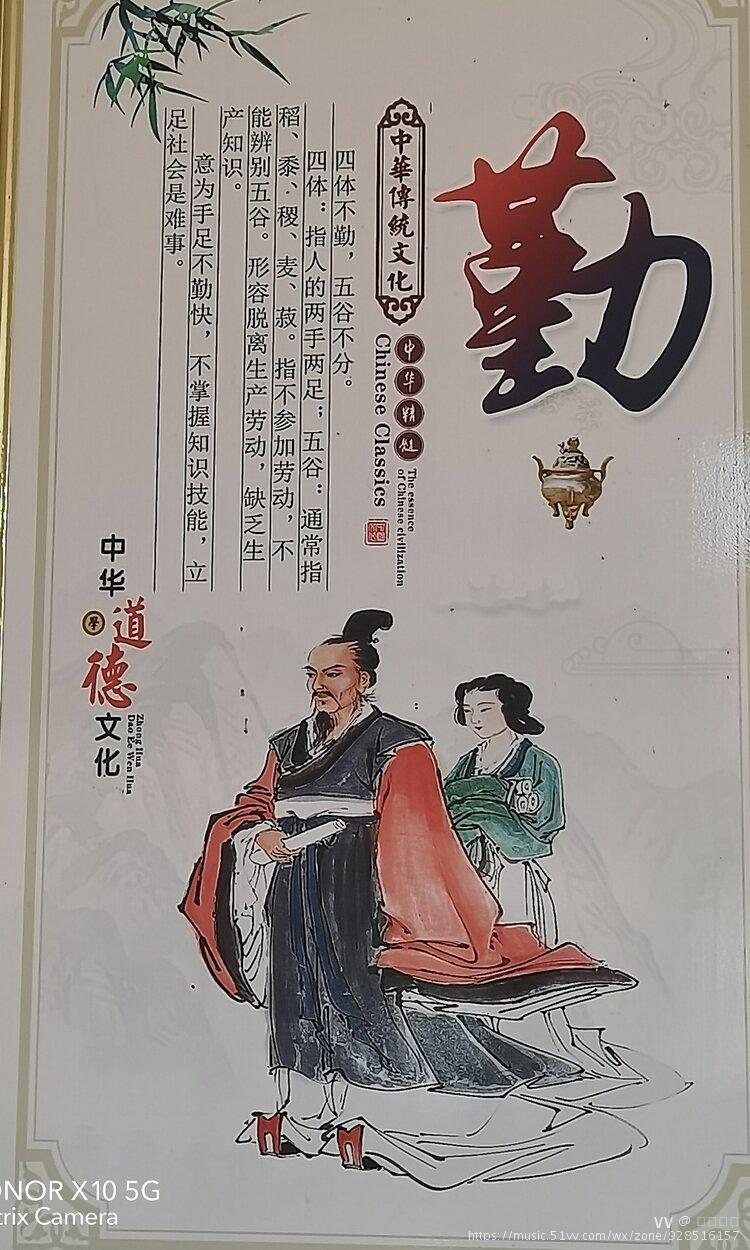 勤
中華傳統文化
中华精髓
Chinese Classics
The essence
of Chinese civilization
四体不勤，五谷不分。
四体：指人的两手两足；五谷：通常指
稻、黍、稷、麦、菽。指不参加劳动，不
能辨别五谷。形容脱离生产劳动，缺乏生
产知识。
意为手足不勤快，不掌握知识技能，立
足社会是难事。
中华
道德
文化
Zhong Hua
Dao De Wen Hua
ONOR X10 5G
trix Camera
VV @
https://music.51vv.com/wx/zone/928516157